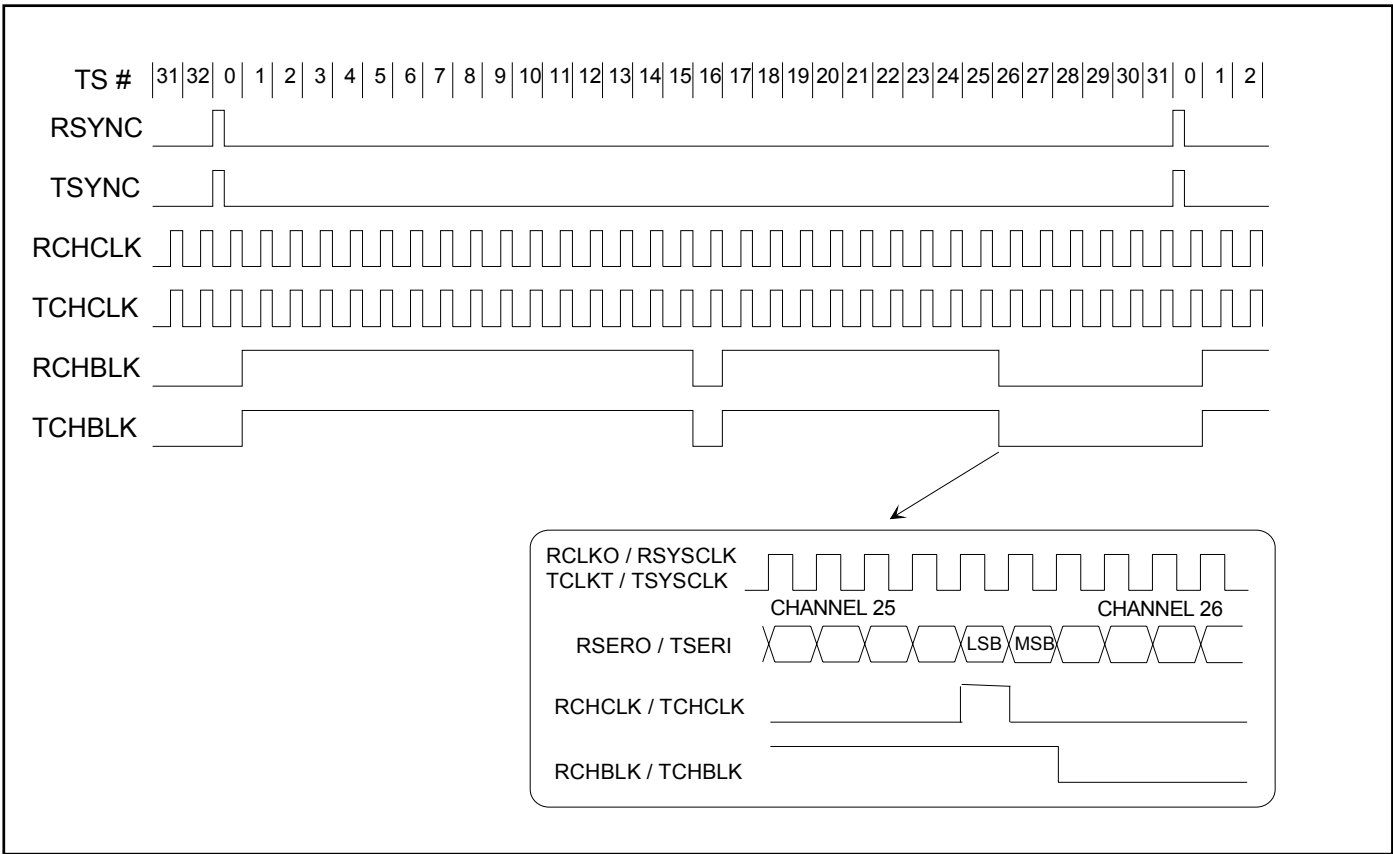 TS # 31 32 0 1 2 3 4 5 6 7 8 9 10 11 12 13 14 15 16 17 18 19 20 21 22 23 24 25 26 27 28 29 30 31 0 1 2
RSYNC
TSYNC
RCHCLK
TCHCLK
RCHBLK
TCHBLK
RCLKO / RSYSCLK
TCLKT / TSYSCLK
CHANNEL 25 CHANNEL 26
RSERO / TSERI LSB MSB
RCHCLK / TCHCLK
RCHBLK / TCHBLK